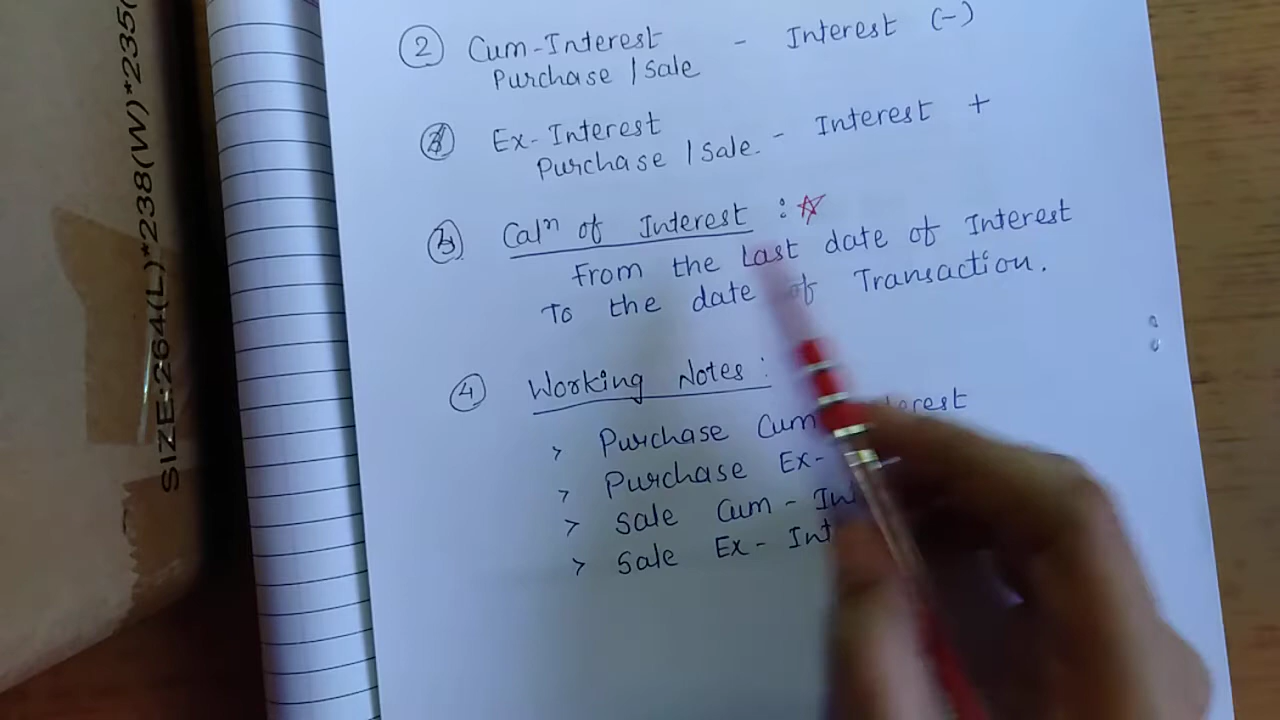 ② Cum-Interest - Interest (-)
Purchase / Sale
Ex-Interest - Interest +
Purchase / Sale
Calⁿ of Interest : ☆
From the Last date of Interest
To the date of Transaction.
④ Working Notes :
> Purchase Cum
> Purchase Ex-
> Sale Cum - In
> Sale Ex - Int
SIZE:264(L)*238(W)*235(